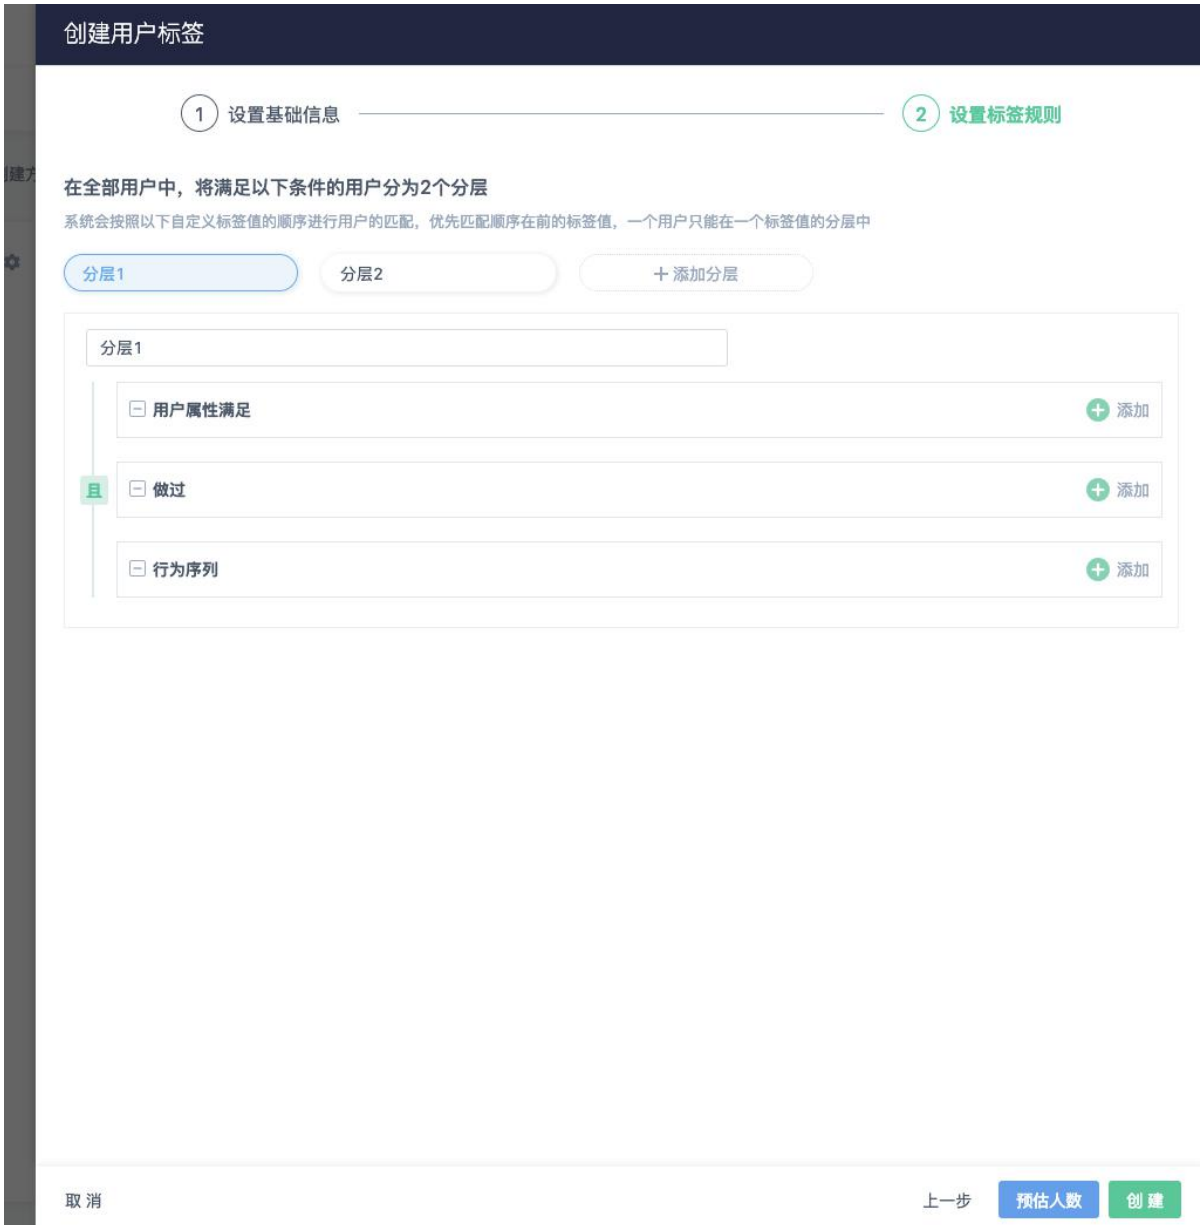 创建用户标签
1 设置基础信息
2 设置标签规则
创建方
在全部用户中，将满足以下条件的用户分为2个分层
系统会按照以下自定义标签值的顺序进行用户的匹配，优先匹配顺序在前的标签值，一个用户只能在一个标签值的分层中
分层1 分层2 添加分层
分层1
用户属性满足 添加
且 做过 添加
行为序列 添加
取 消 上一步 预估人数 创 建